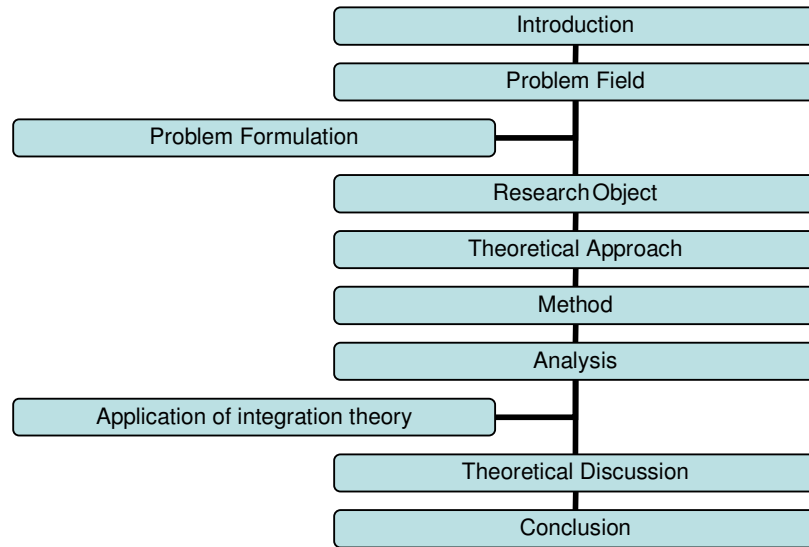 Introduction
Problem Field
Problem Formulation
Research Object
Theoretical Approach
Method
Analysis
Application of integration theory
Theoretical Discussion
Conclusion